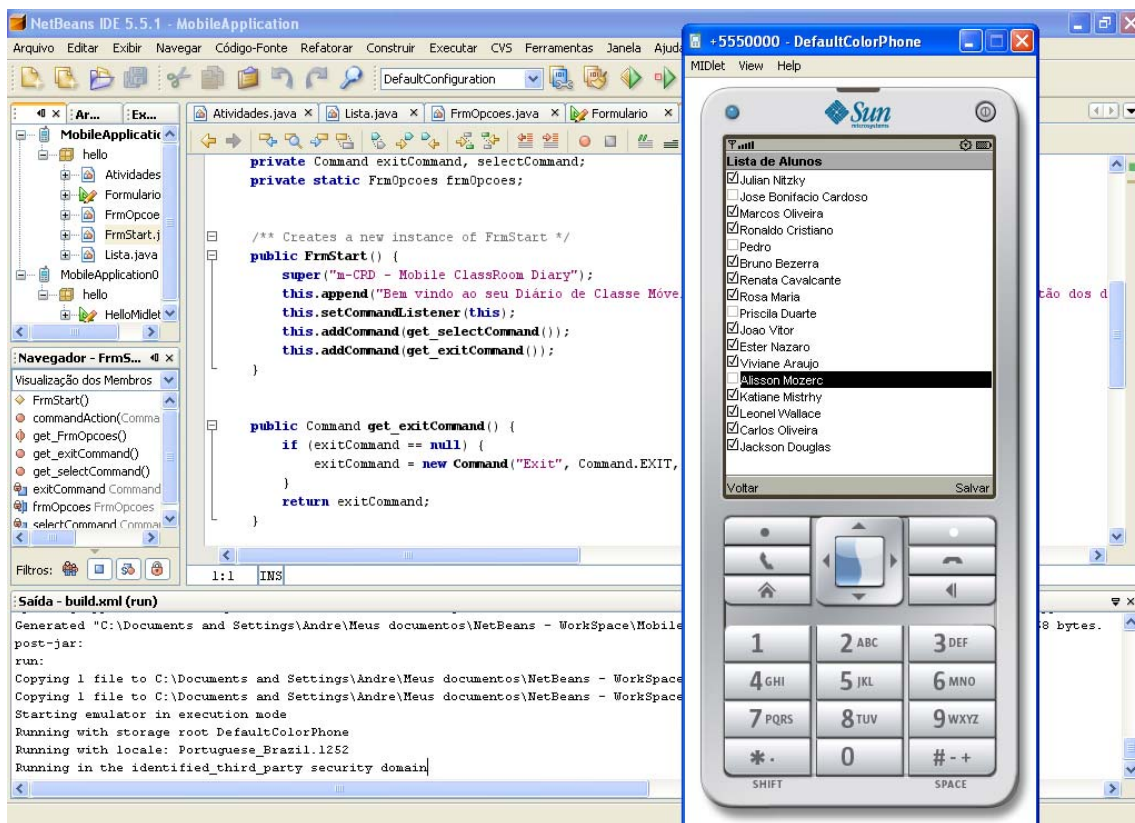 NetBeans IDE 5.5.1 - MobileApplication
Arquivo Editar Exibir Navegar Código-Fonte Refatorar Construir Executar CVS Ferramentas Janela Ajuda
DefaultConfiguration
Ar... Ex...
MobileApplicatic
hello
Atividades
Formulario
FrmOpcoe
FrmStart.j
Lista.java
MobileApplication0
hello
HelloMidlet
Navegador - FrmS...
Visualização dos Membros
FrmStart()
commandAction(Comma
get_FrmOpcoes()
get_exitCommand()
get_selectCommand()
exitCommand Command
frmOpcoes FrmOpcoes
selectCommand Comma
Filtros:
Atividades.java Lista.java FrmOpcoes.java Formulario
private Command exitCommand, selectCommand;
private static FrmOpcoes frmOpcoes;
/** Creates a new instance of FrmStart */
public FrmStart() {
super("m-CRD - Mobile ClassRoom Diary");
this.append("Bem vindo ao seu Diário de Classe Móve tão dos d
this.setCommandListener(this);
this.addCommand(get_selectCommand());
this.addCommand(get_exitCommand());
}
public Command get_exitCommand() {
if (exitCommand == null) {
exitCommand = new Command("Exit", Command.EXIT,
}
return exitCommand;
}
1:1 INS
Saída - build.xml (run)
Generated "C:\Documents and Settings\Andre\Meus documentos\NetBeans - WorkSpace\Mobile 8 bytes.
post-jar:
run:
Copying 1 file to C:\Documents and Settings\Andre\Meus documentos\NetBeans - WorkSpace
Copying 1 file to C:\Documents and Settings\Andre\Meus documentos\NetBeans - WorkSpace
Starting emulator in execution mode
Running with storage root DefaultColorPhone
Running with locale: Portuguese_Brazil.1252
Running in the identified_third_party security domain
+5550000 - DefaultColorPhone
MIDlet View Help
Sun
microsystems
Lista de Alunos
Julian Nitzky
Jose Bonifacio Cardoso
Marcos Oliveira
Ronaldo Cristiano
Pedro
Bruno Bezerra
Renata Cavalcante
Rosa Maria
Priscila Duarte
Joao Vitor
Ester Nazaro
Viviane Araujo
Alisson Mozerc
Katiane Mistrhy
Leonel Wallace
Carlos Oliveira
Jackson Douglas
Voltar Salvar
1 2 ABC 3 DEF
4 GHI 5 JKL 6 MNO
7 PQRS 8 TUV 9 WXYZ
* . 0 # - +
SHIFT SPACE